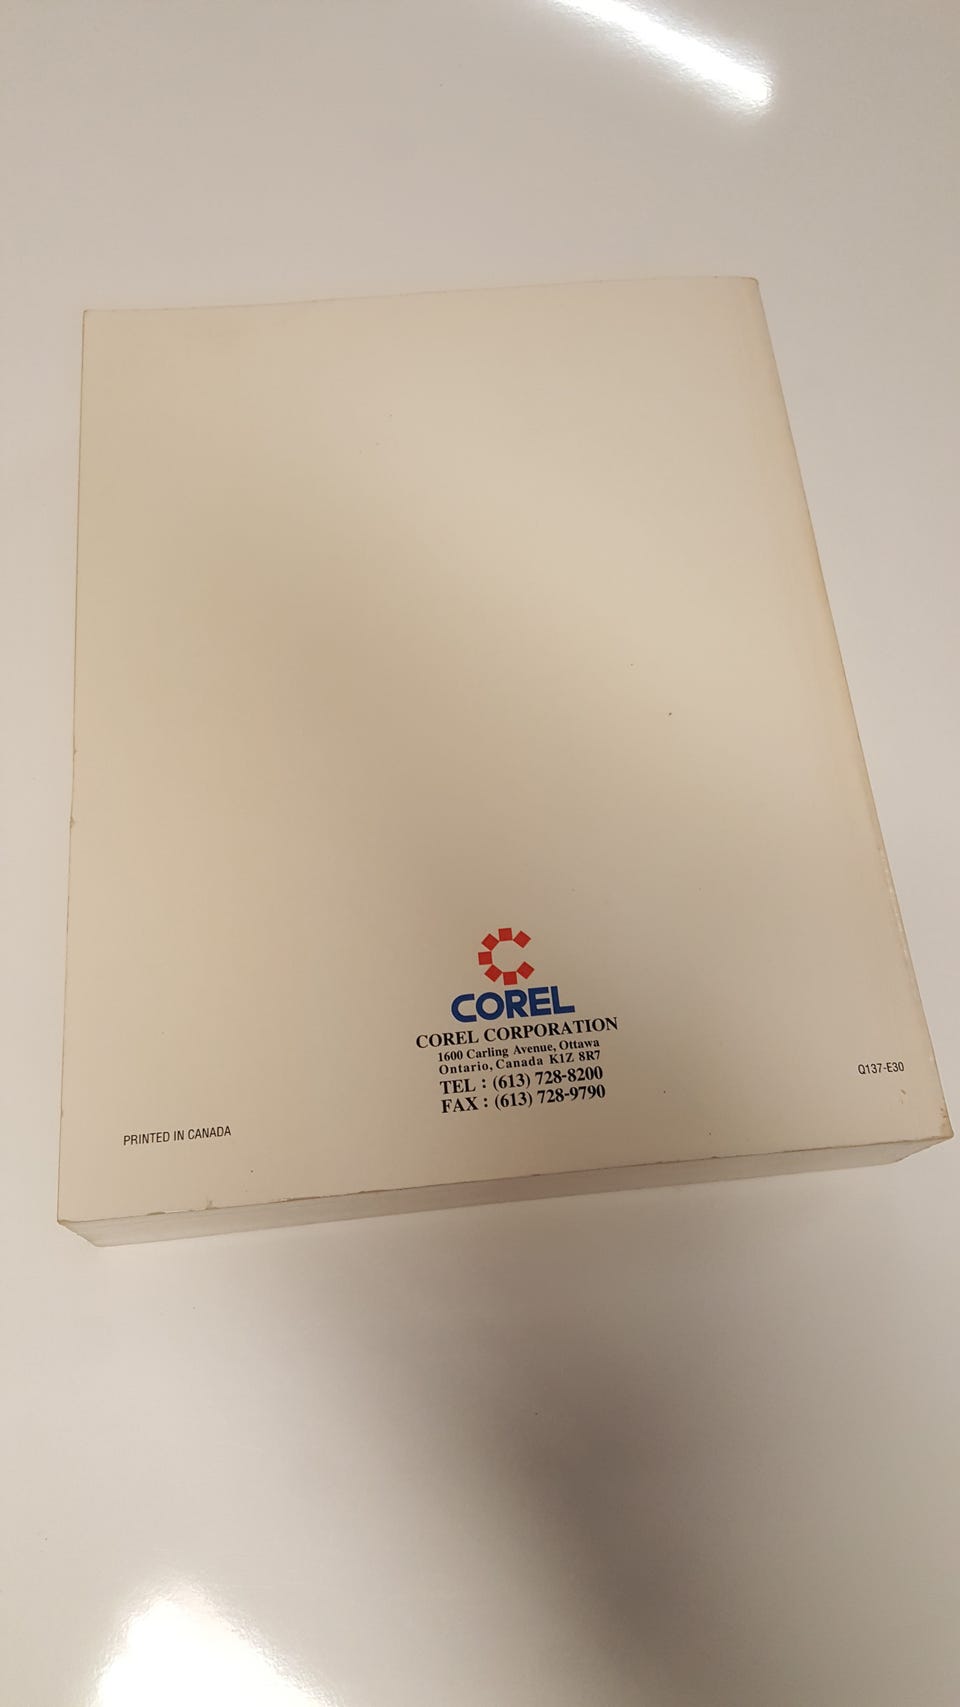 COREL
COREL CORPORATION
1600 Carling Avenue, Ottawa
Ontario, Canada K1Z 8R7
TEL : (613) 728-8200
FAX : (613) 728-9790
Q137-E30
PRINTED IN CANADA